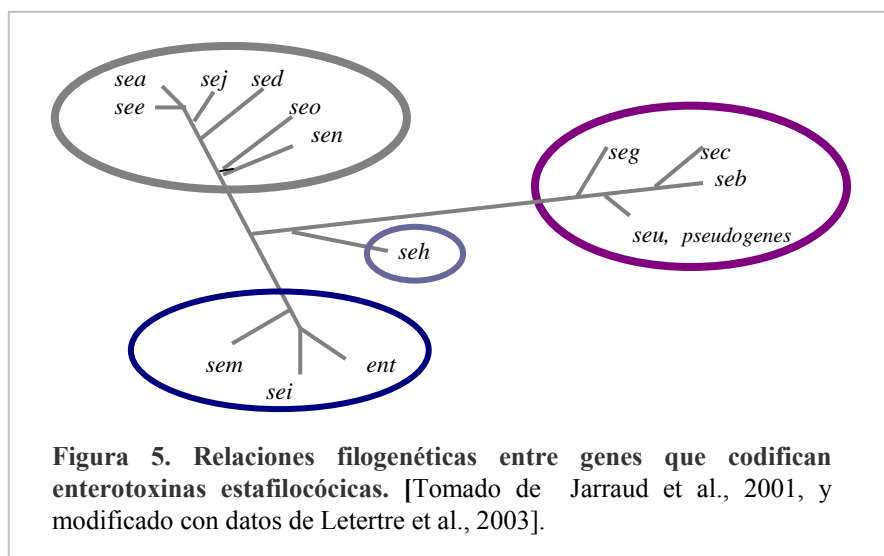 sea
sej
sed
see
seo
sen
seg
sec
seb
seu, pseudogenes
seh
sem
ent
sei
Figura 5. Relaciones filogenéticas entre genes que codifican
enterotoxinas estafilocócicas. [Tomado de Jarraud et al., 2001, y
modificado con datos de Letertre et al., 2003].